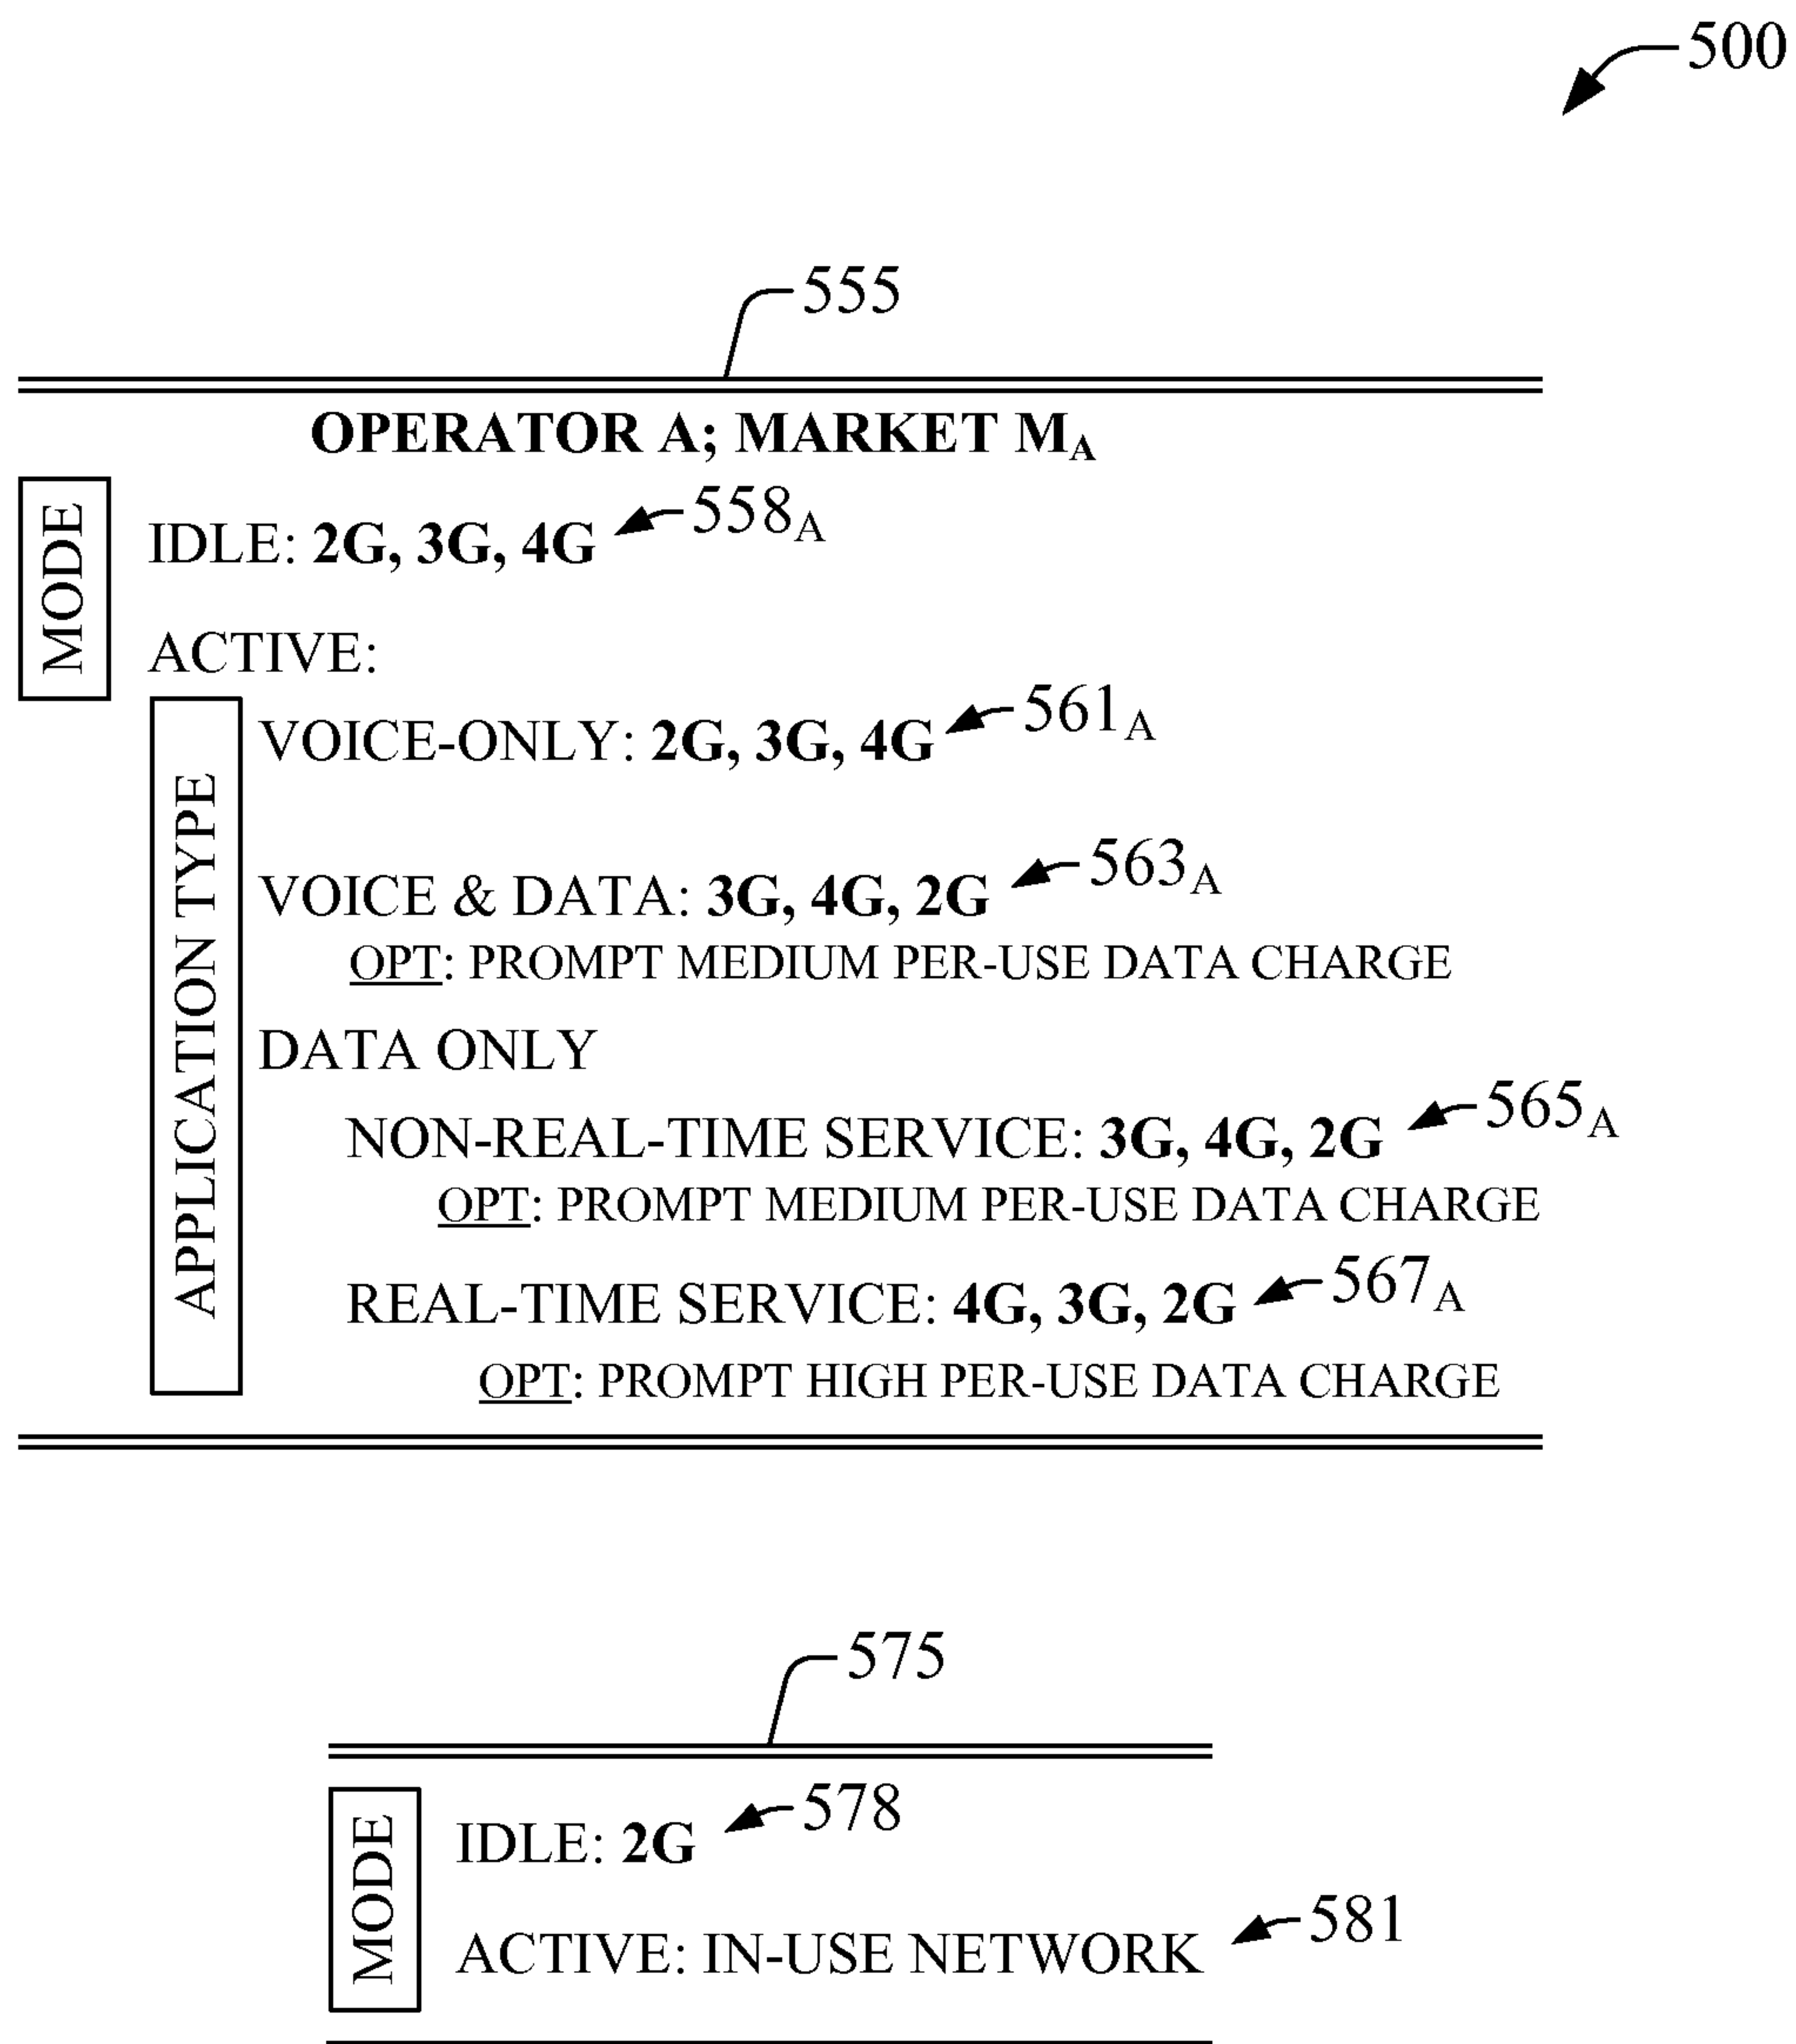 500
555
OPERATOR A; MARKET MA
MODE
IDLE: 2G, 3G, 4G
558A
ACTIVE:
APPLICATION TYPE
VOICE-ONLY: 2G, 3G, 4G
561A
VOICE & DATA: 3G, 4G, 2G
563A
OPT: PROMPT MEDIUM PER-USE DATA CHARGE
DATA ONLY
NON-REAL-TIME SERVICE: 3G, 4G, 2G
565A
OPT: PROMPT MEDIUM PER-USE DATA CHARGE
REAL-TIME SERVICE: 4G, 3G, 2G
567A
OPT: PROMPT HIGH PER-USE DATA CHARGE
575
MODE
IDLE: 2G
578
ACTIVE: IN-USE NETWORK
581